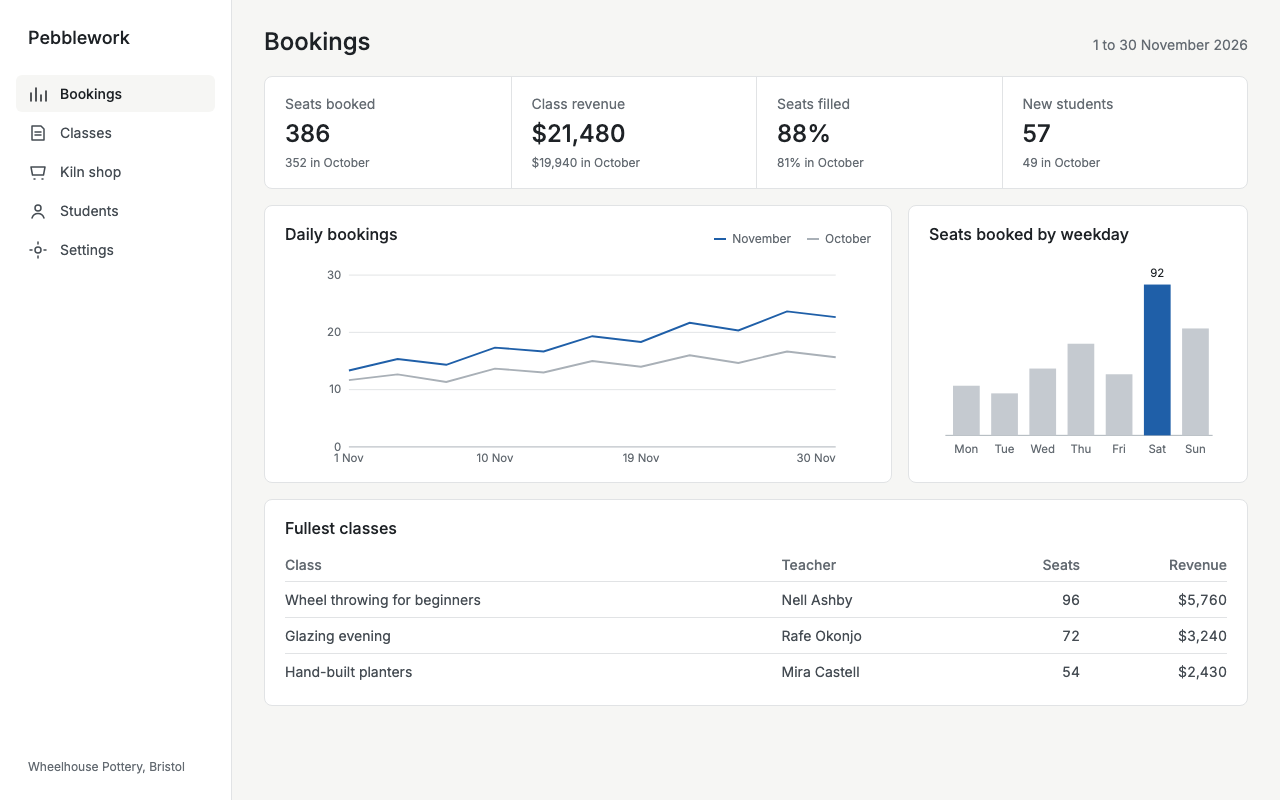 Pebblework
Bookings
Classes
Kiln shop
Students
Settings
Wheelhouse Pottery, Bristol
Bookings
1 to 30 November 2026
Seats booked
386
352 in October
Class revenue
$21,480
$19,940 in October
Seats filled
88%
81% in October
New students
57
49 in October
Daily bookings
November
October
30
20
10
0
1 Nov
10 Nov
19 Nov
30 Nov
Seats booked by weekday
92
Mon
Tue
Wed
Thu
Fri
Sat
Sun
Fullest classes
Class Teacher Seats Revenue
Wheel throwing for beginners Nell Ashby 96 $5,760
Glazing evening Rafe Okonjo 72 $3,240
Hand-built planters Mira Castell 54 $2,430